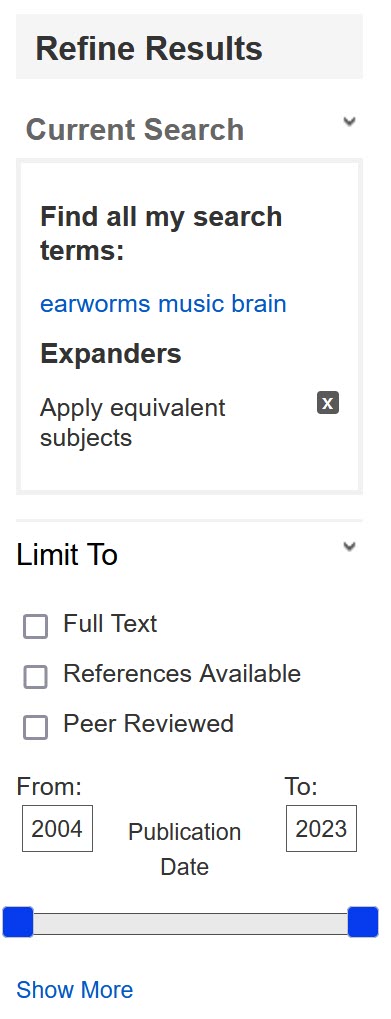 Refine Results
Current Search
Find all my search
terms:
earworms music brain
Expanders
Apply equivalent
subjects
x
Limit To
Full Text
References Available
Peer Reviewed
From:
To:
2004
Publication
Date
2023
Show More